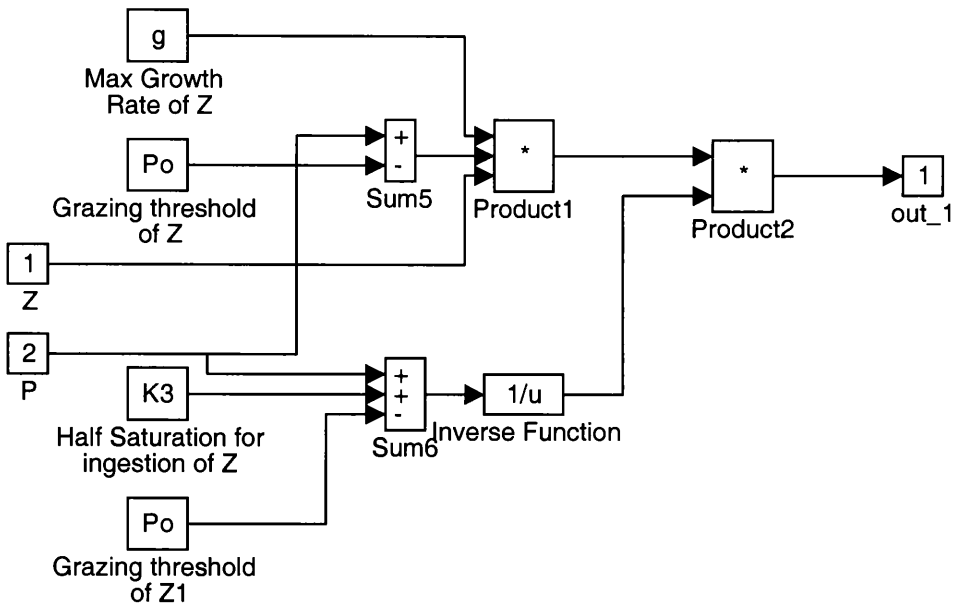 g
Max Growth
Rate of Z
Po
Grazing threshold
of Z
+
-
Sum5
*
Product1
*
Product2
1
out_1
1
Z
2
P
K3
Half Saturation for
ingestion of Z
+
+
-
Sum6
1/u
Inverse Function
Po
Grazing threshold
of Z1